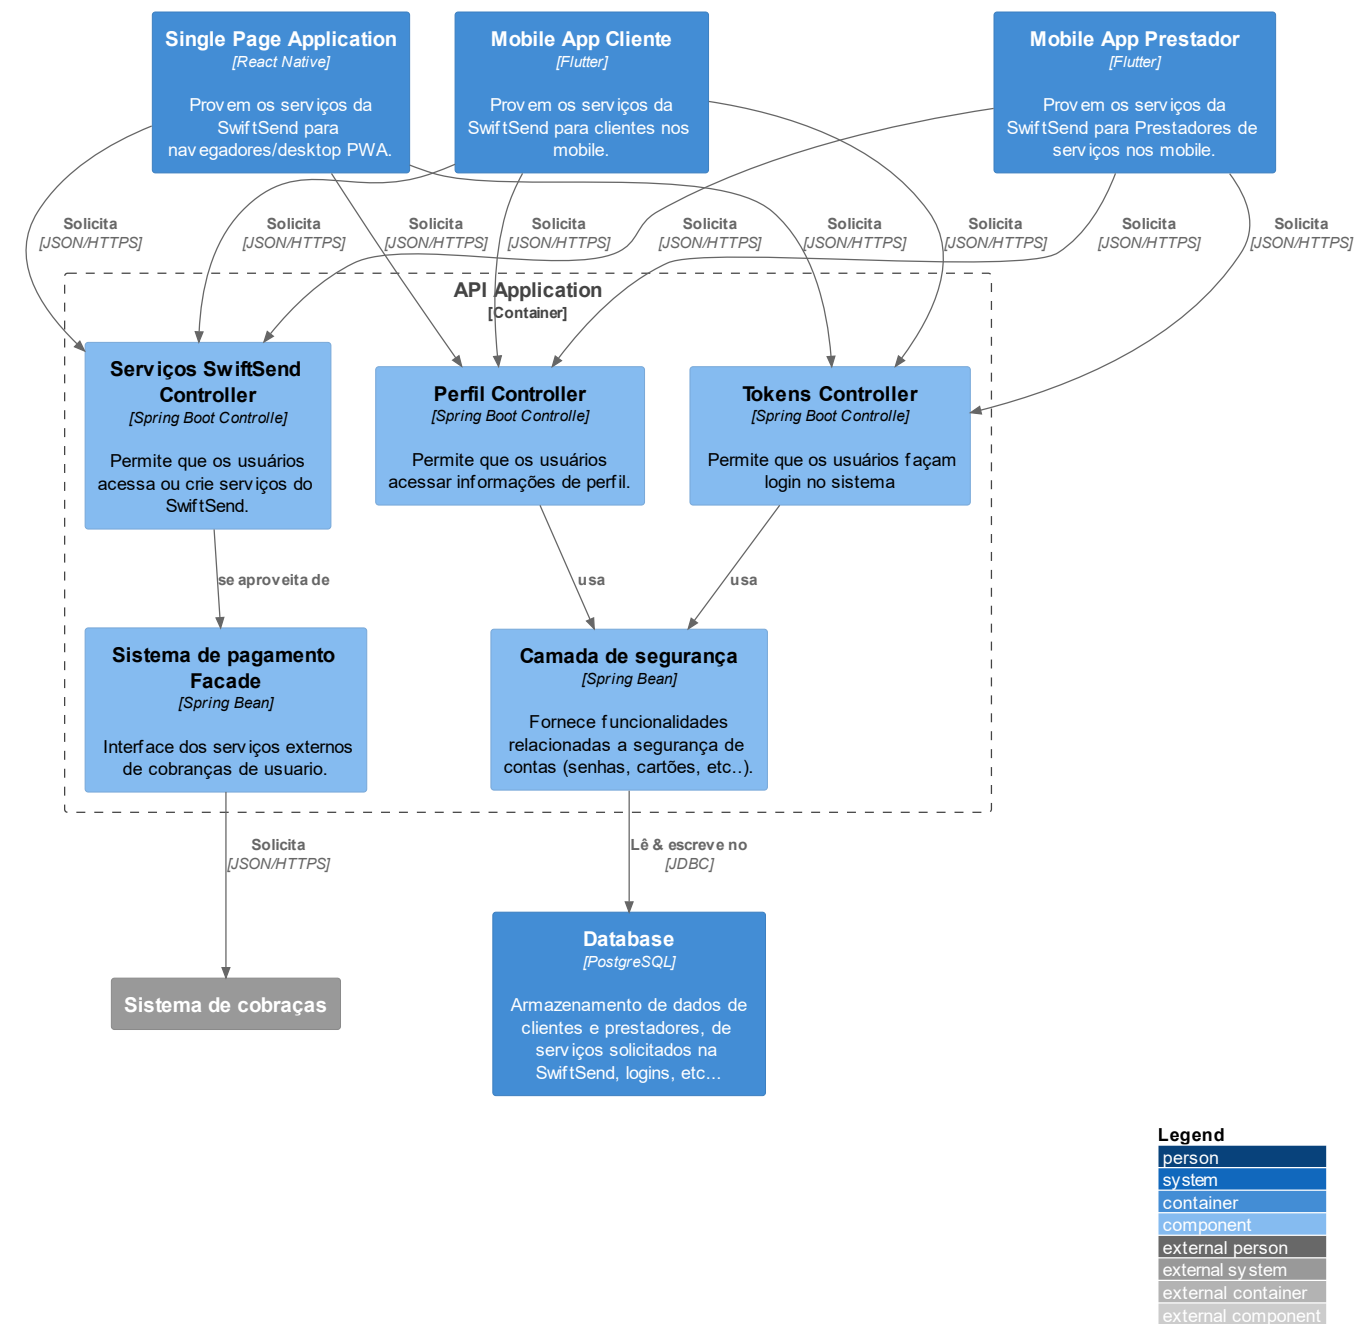 Single Page Application
[React Native]
Provem os serviços da
SwiftSend para
navegadores/desktop PWA.
Mobile App Cliente
[Flutter]
Provem os serviços da
SwiftSend para clientes nos
mobile.
Mobile App Prestador
[Flutter]
Provem os serviços da
SwiftSend para Prestadores de
serviços nos mobile.
Solicita
[JSON/HTTPS]
Solicita
[JSON/HTTPS]
Solicita
[JSON/HTTPS]
Solicita
[JSON/HTTPS]
Solicita
[JSON/HTTPS]
Solicita
[JSON/HTTPS]
Solicita
[JSON/HTTPS]
Solicita
[JSON/HTTPS]
Solicita
[JSON/HTTPS]
API Application
[Container]
Serviços SwiftSend
Controller
[Spring Boot Controlle]
Permite que os usuários
acessa ou crie serviços do
SwiftSend.
Perfil Controller
[Spring Boot Controlle]
Permite que os usuários
acessar informações de perfil.
Tokens Controller
[Spring Boot Controlle]
Permite que os usuários façam
login no sistema
se aproveita de
usa
usa
Sistema de pagamento
Facade
[Spring Bean]
Interface dos serviços externos
de cobranças de usuario.
Camada de segurança
[Spring Bean]
Fornece funcionalidades
relacionadas a segurança de
contas (senhas, cartões, etc..).
Solicita
[JSON/HTTPS]
Lê & escreve no
[JDBC]
Sistema de cobraças
Database
[PostgreSQL]
Armazenamento de dados de
clientes e prestadores, de
serviços solicitados na
SwiftSend, logins, etc...
Legend
person
system
container
component
external person
external system
external container
external component